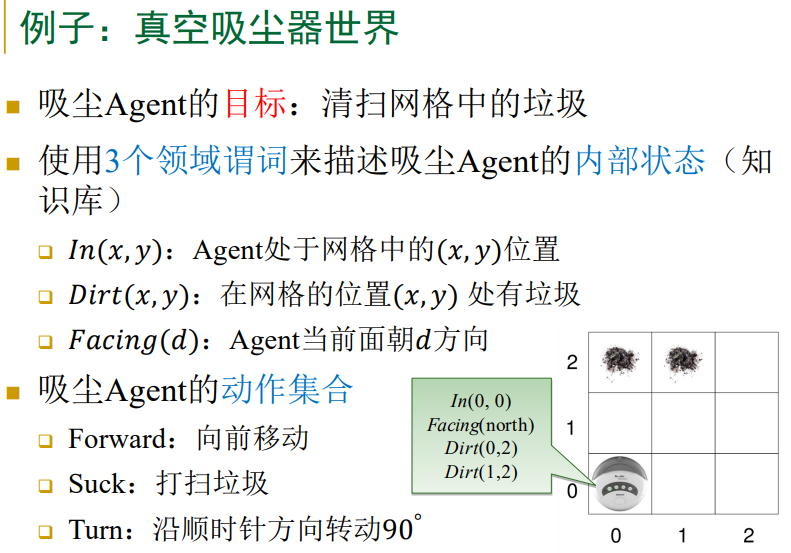 例子：真空吸尘器世界
吸尘Agent的目标：清扫网格中的垃圾
使用3个领域谓词来描述吸尘Agent的内部状态（知
识库）
In(x, y)：Agent处于网格中的(x, y)位置
Dirt(x, y)：在网格的位置(x, y) 处有垃圾
Facing(d)：Agent当前面朝d方向
吸尘Agent的动作集合
Forward：向前移动
Suck：打扫垃圾
Turn：沿顺时针方向转动90°
In(0, 0)
Facing(north)
Dirt(0,2)
Dirt(1,2)
2
1
0
0 1 2